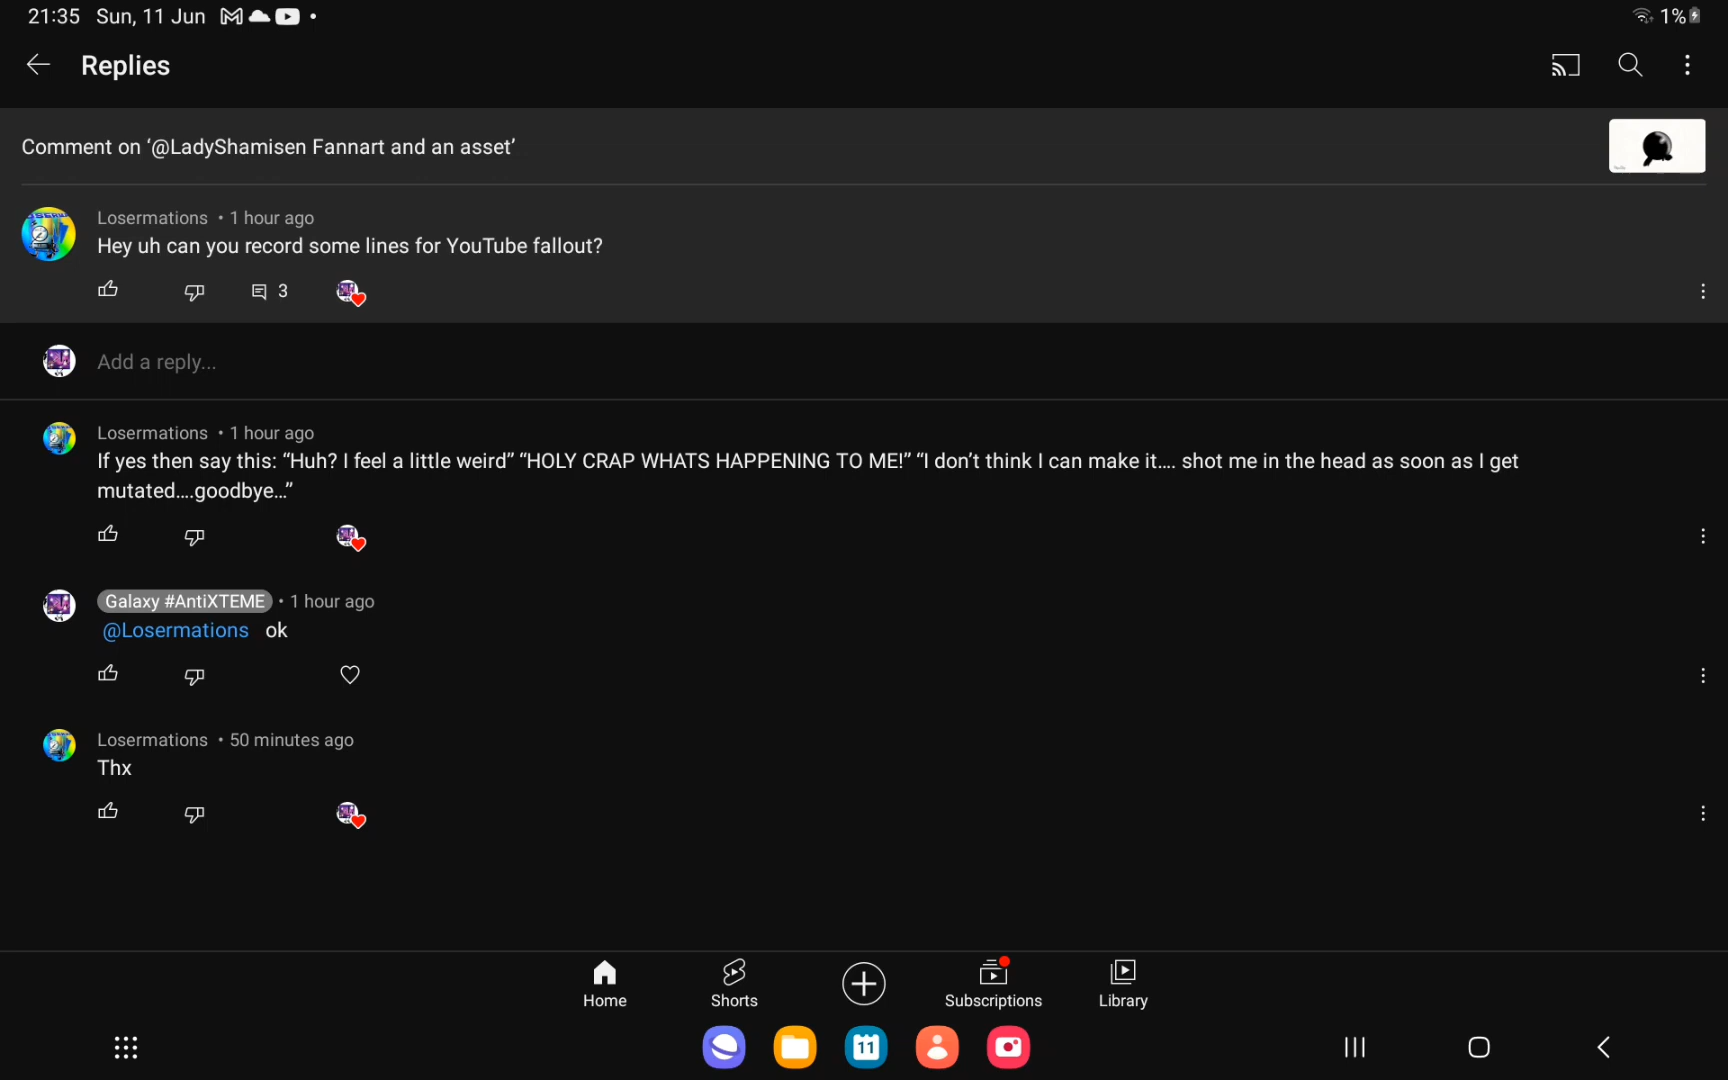 21:35 Sun, 11 Jun
1%
Replies
Comment on ‘@LadyShamisen Fannart and an asset’
Losermations • 1 hour ago
Hey uh can you record some lines for YouTube fallout?
3
Add a reply...
Losermations • 1 hour ago
If yes then say this: “Huh? I feel a little weird” “HOLY CRAP WHATS HAPPENING TO ME!” “I don’t think I can make it.... shot me in the head as soon as I get
mutated....goodbye...”
Galaxy #AntiXTEME • 1 hour ago
@Losermations ok
Losermations • 50 minutes ago
Thx
Home
Shorts
Subscriptions
Library
11